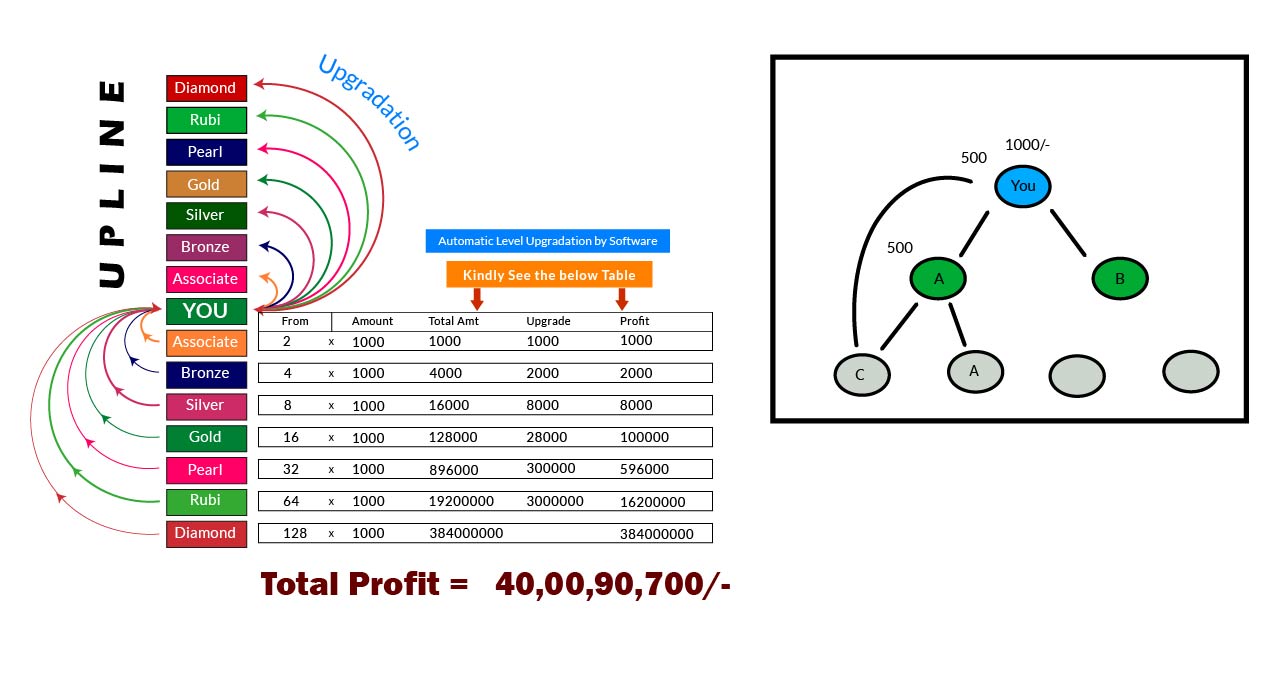 UPLINE
Upgradation
Diamond
Rubi
Pearl
Gold
Silver
Bronze
Associate
YOU
Associate
Bronze
Silver
Gold
Pearl
Rubi
Diamond
Automatic Level Upgradation by Software
Kindly See the below Table
From Amount Total Amt Upgrade Profit
2 x 1000 1000 1000 1000
4 x 1000 4000 2000 2000
8 x 1000 16000 8000 8000
16 x 1000 128000 28000 100000
32 x 1000 896000 300000 596000
64 x 1000 19200000 3000000 16200000
128 x 1000 384000000 384000000
Total Profit = 40,00,90,700/-
1000/-
500
You
500
A B
C A